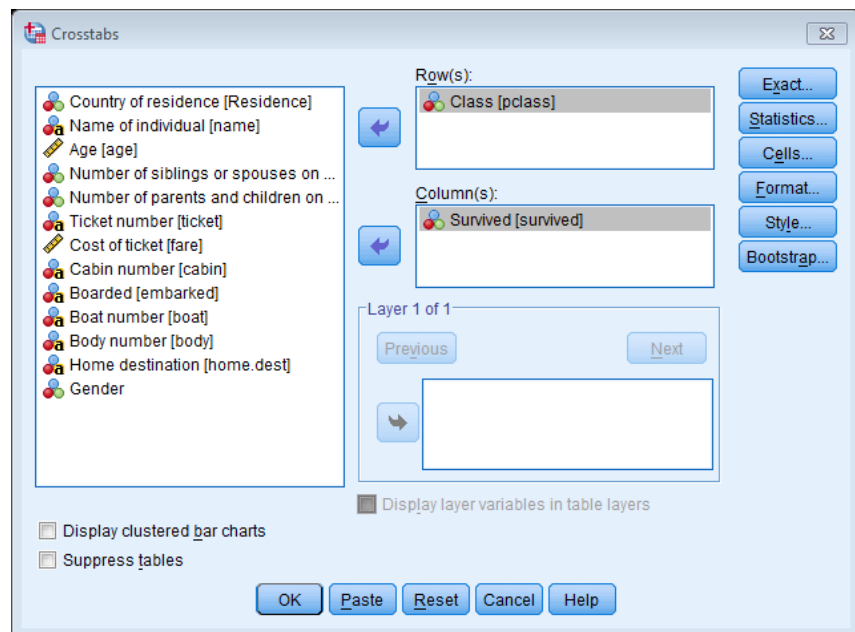 Crosstabs
Country of residence [Residence]
Name of individual [name]
Age [age]
Number of siblings or spouses on ...
Number of parents and children on ...
Ticket number [ticket]
Cost of ticket [fare]
Cabin number [cabin]
Boarded [embarked]
Boat number [boat]
Body number [body]
Home destination [home.dest]
Gender
Row(s):
Class [pclass]
Column(s):
Survived [survived]
Layer 1 of 1
Previous
Next
Display layer variables in table layers
Exact...
Statistics...
Cells...
Format...
Style...
Bootstrap...
Display clustered bar charts
Suppress tables
OK
Paste
Reset
Cancel
Help